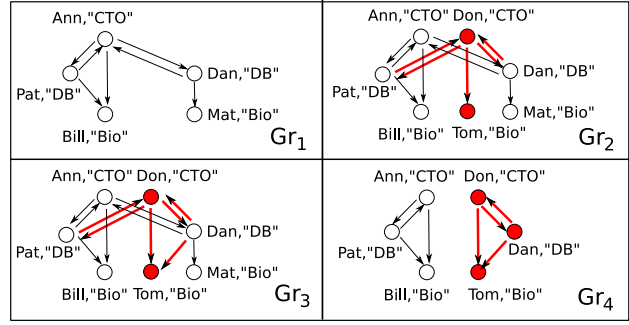 Ann,"CTO"
Pat,"DB"
Dan,"DB"
Bill,"Bio"
Mat,"Bio"
Gr1
Ann,"CTO" Don,"CTO"
Pat,"DB"
Dan,"DB"
Bill,"Bio" Tom,"Bio"
Mat,"Bio"
Gr2
Ann,"CTO" Don,"CTO"
Pat,"DB"
Dan,"DB"
Mat,"Bio"
Bill,"Bio" Tom,"Bio"
Gr3
Ann,"CTO" Don,"CTO"
Pat,"DB"
Dan,"DB"
Bill,"Bio" Tom,"Bio"
Gr4